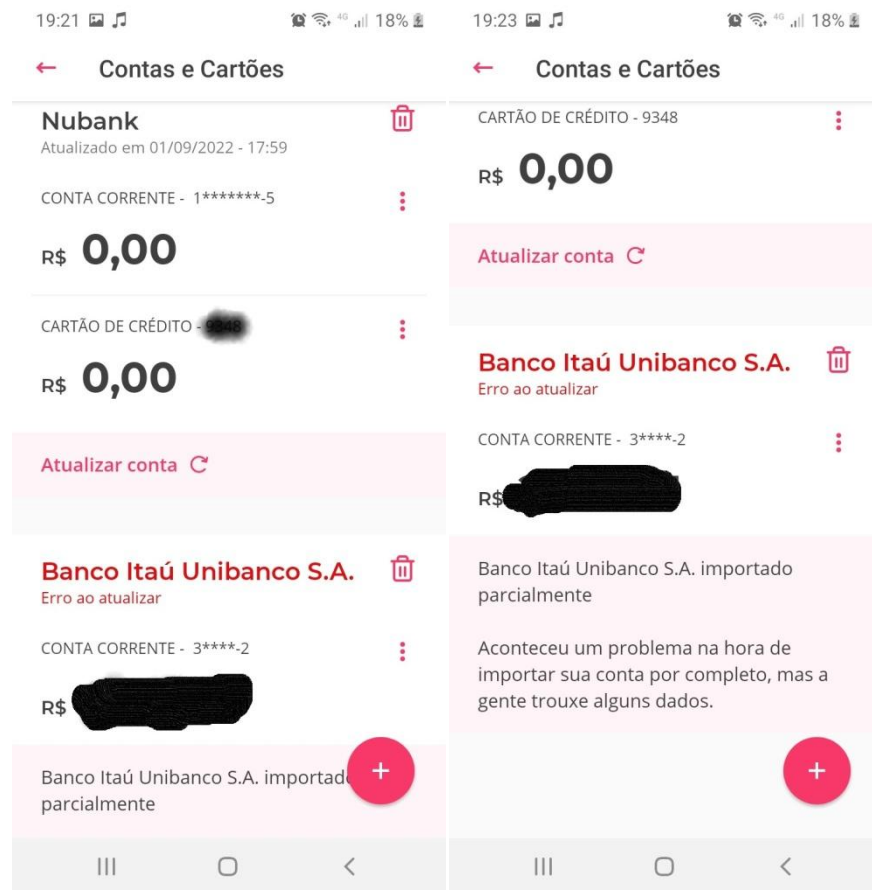 19:21 4G 18%
Contas e Cartões
Nubank
Atualizado em 01/09/2022 - 17:59
CONTA CORRENTE - 1*******-5
R$ 0,00
CARTÃO DE CRÉDITO -
R$ 0,00
Atualizar conta
Banco Itaú Unibanco S.A.
Erro ao atualizar
CONTA CORRENTE - 3****-2
R$
Banco Itaú Unibanco S.A. importado
parcialmente
19:23 4G 18%
Contas e Cartões
CARTÃO DE CRÉDITO - 9348
R$ 0,00
Atualizar conta
Banco Itaú Unibanco S.A.
Erro ao atualizar
CONTA CORRENTE - 3****-2
R$
Banco Itaú Unibanco S.A. importado
parcialmente
Aconteceu um problema na hora de
importar sua conta por completo, mas a
gente trouxe alguns dados.